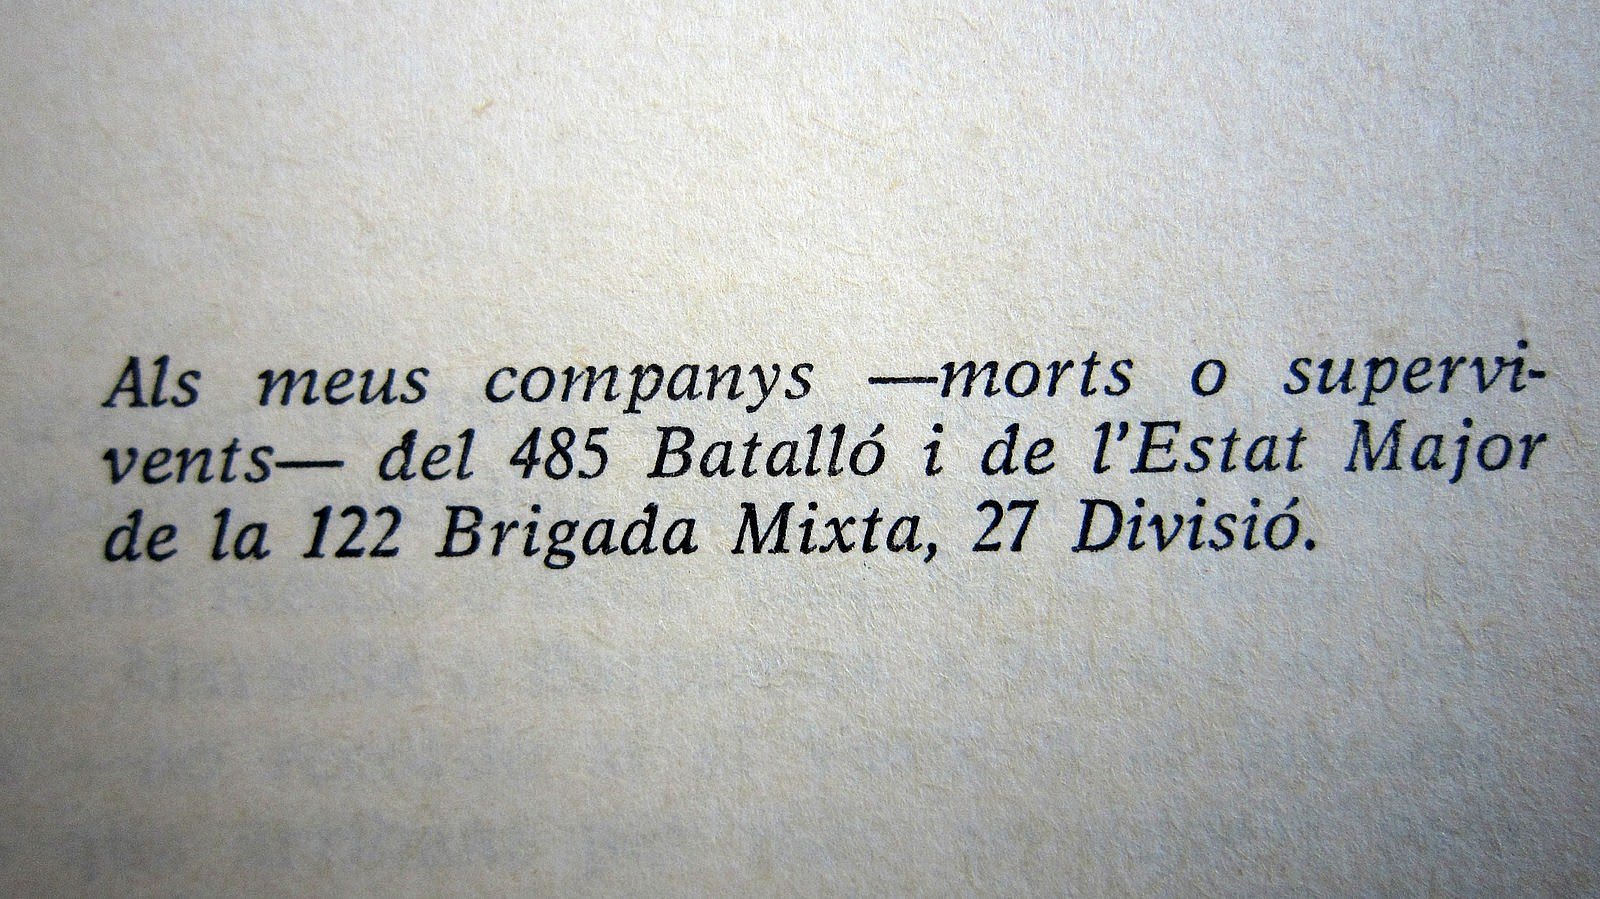 Als meus companys —morts o supervi-
vents— del 485 Batalló i de l'Estat Major
de la 122 Brigada Mixta, 27 Divisió.